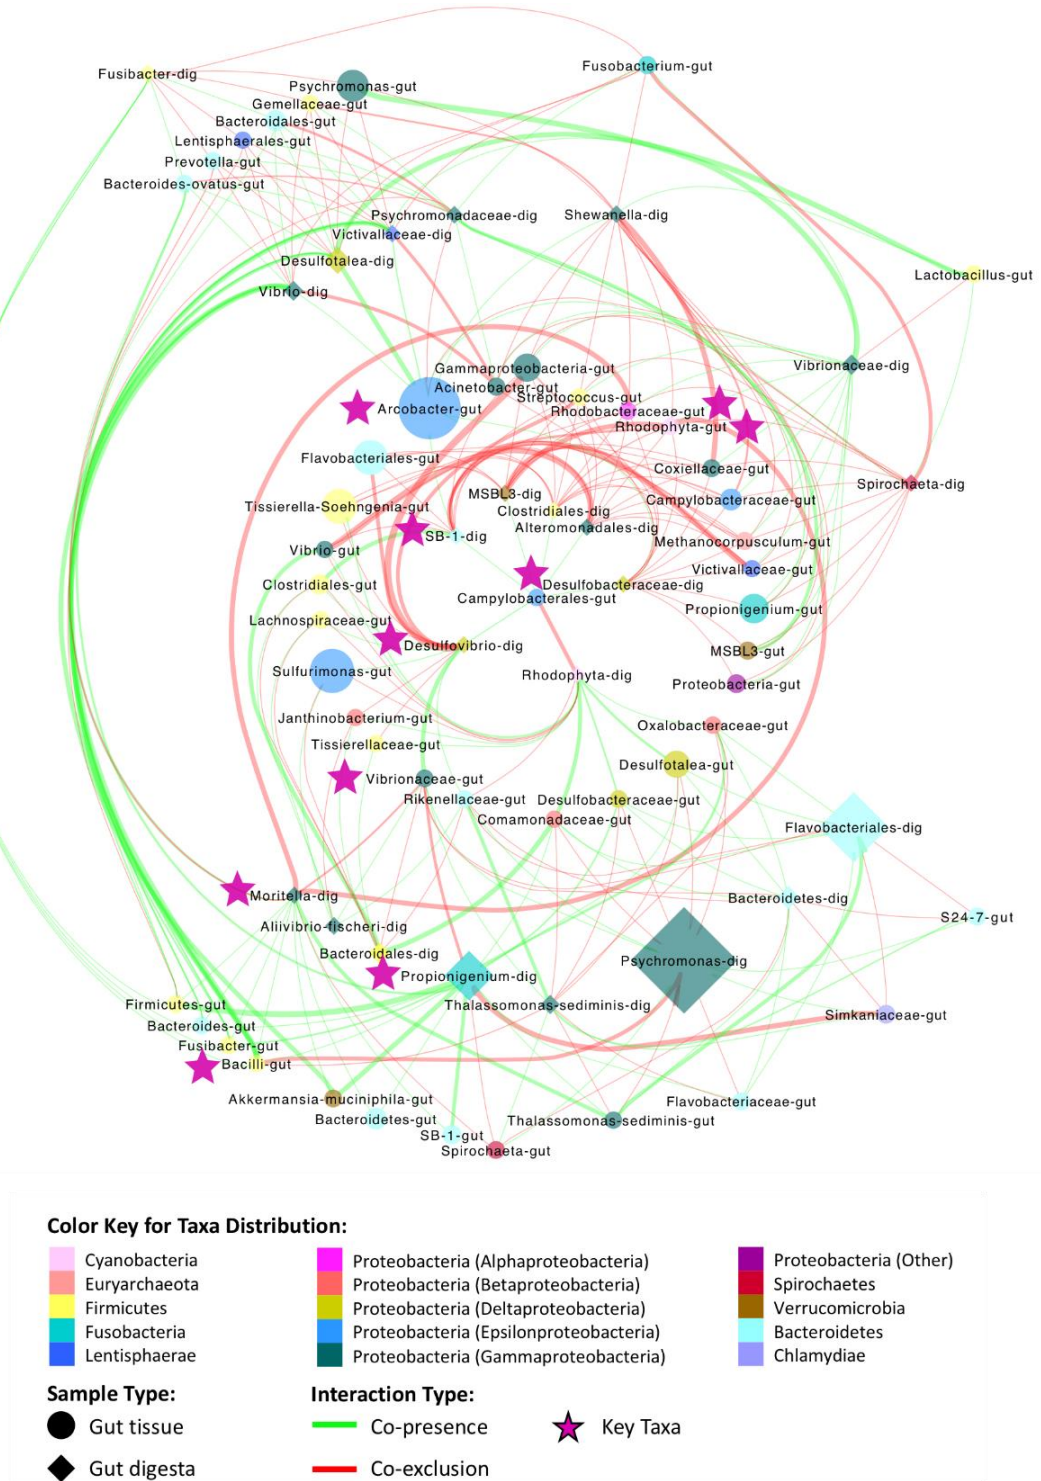 Fusobacterium-gut
Fusibacter-dig
Psychromonas-gut
Gemellaceae-gut
Bacteroidales-gut
Lentisphaerales-gut
Prevotella-gut
Bacteroides-ovatus-gut
Psychromonadaceae-dig
Shewanella-dig
Victivallaceae-dig
Desulfotalea-dig
Lactobacillus-gut
Vibrio-dig
Vibrionaceae-dig
Gammaproteobacteria-gut
Acinetobacter-gut
Streptococcus-gut
Arcobacter-gut
Rhodobacteraceae-gut
Rhodophyta-gut
Flavobacteriales-gut
Coxiellaceae-gut
Spirochaeta-dig
MSBL3-dig
Campylobacteraceae-gut
Tissierella-Soehngenia-gut
Clostridiales-dig
Alteromonadales-dig
SB-1-dig
Methanocorpusculum-gut
Vibrio-gut
Victivallaceae-gut
Clostridiales-gut
Desulfobacteraceae-dig
Campylobacterales-gut
Propionigenium-gut
Lachnospiraceae-gut
Desulfovibrio-dig
MSBL3-gut
Sulfurimonas-gut
Rhodophyta-dig
Proteobacteria-gut
Janthinobacterium-gut
Oxalobacteraceae-gut
Tissierellaceae-gut
Desulfotalea-gut
Vibrionaceae-gut
Rikenellaceae-gut
Desulfobacteraceae-gut
Comamonadaceae-gut
Flavobacteriales-dig
Moritella-dig
Bacteroidetes-dig
S24-7-gut
Aliivibrio-fischeri-dig
Bacteroidales-dig
Psychromonas-dig
Propionigenium-dig
Firmicutes-gut
Thalassomonas-sediminis-dig
Simkaniaceae-gut
Bacteroides-gut
Fusibacter-gut
Bacilli-gut
Akkermansia-muciniphila-gut
Flavobacteriaceae-gut
Bacteroidetes-gut
Thalassomonas-sediminis-gut
SB-1-gut
Spirochaeta-gut
Color Key for Taxa Distribution:
Cyanobacteria
Euryarchaeota
Firmicutes
Fusobacteria
Lentisphaerae
Proteobacteria (Alphaproteobacteria)
Proteobacteria (Betaproteobacteria)
Proteobacteria (Deltaproteobacteria)
Proteobacteria (Epsilonproteobacteria)
Proteobacteria (Gammaproteobacteria)
Proteobacteria (Other)
Spirochaetes
Verrucomicrobia
Bacteroidetes
Chlamydiae
Sample Type:
Gut tissue
Gut digesta
Interaction Type:
Co-presence
Co-exclusion
Key Taxa